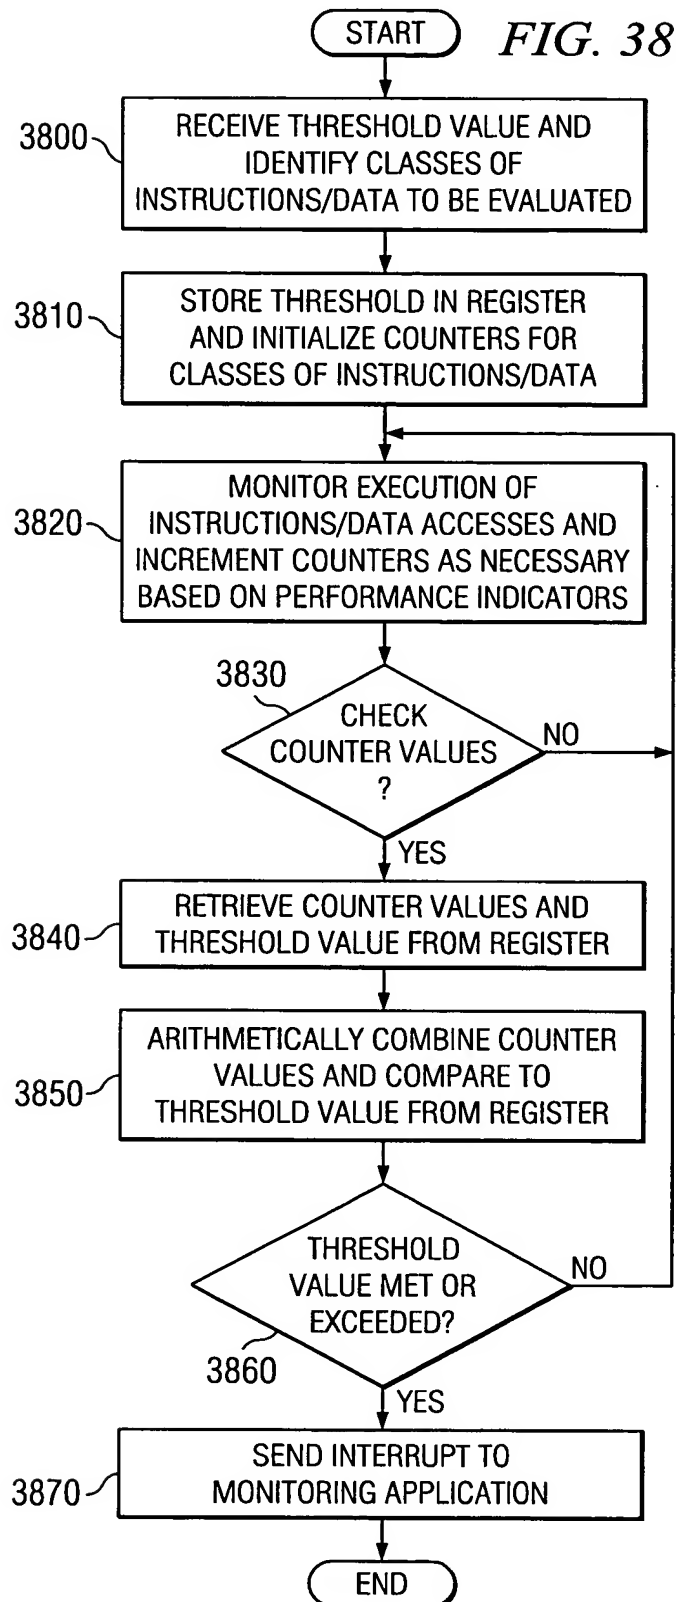 START
FIG. 38
3800
RECEIVE THRESHOLD VALUE AND
IDENTIFY CLASSES OF
INSTRUCTIONS/DATA TO BE EVALUATED
3810
STORE THRESHOLD IN REGISTER
AND INITIALIZE COUNTERS FOR
CLASSES OF INSTRUCTIONS/DATA
3820
MONITOR EXECUTION OF
INSTRUCTIONS/DATA ACCESSES AND
INCREMENT COUNTERS AS NECESSARY
BASED ON PERFORMANCE INDICATORS
3830
CHECK
COUNTER VALUES
?
NO
YES
3840
RETRIEVE COUNTER VALUES AND
THRESHOLD VALUE FROM REGISTER
3850
ARITHMETICALLY COMBINE COUNTER
VALUES AND COMPARE TO
THRESHOLD VALUE FROM REGISTER
THRESHOLD
VALUE MET OR
EXCEEDED?
NO
3860
YES
3870
SEND INTERRUPT TO
MONITORING APPLICATION
END